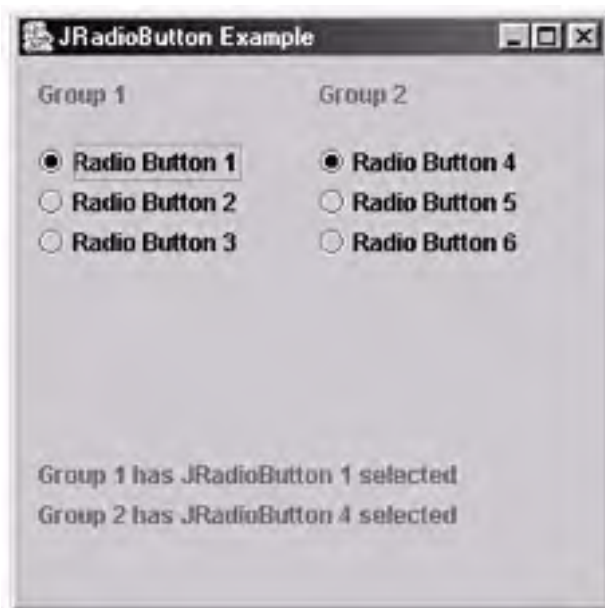 JRadioButton Example
Group 1
Group 2
Radio Button 1
Radio Button 2
Radio Button 3
Radio Button 4
Radio Button 5
Radio Button 6
Group 1 has JRadioButton 1 selected
Group 2 has JRadioButton 4 selected